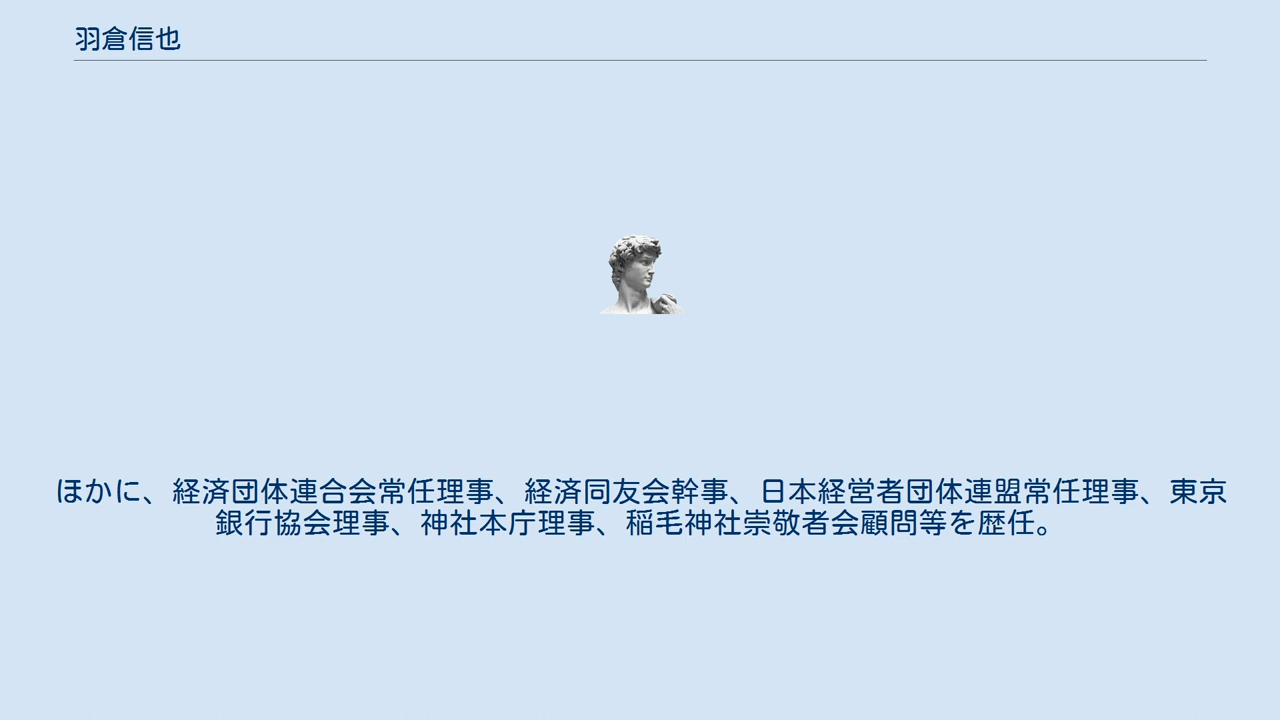 羽倉信也
ほかに、経済団体連合会常任理事、経済同友会幹事、日本経営者団体連盟常任理事、東京
銀行協会理事、神社本庁理事、稲毛神社崇敬者会顧問等を歴任。